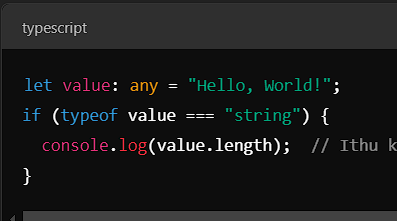 typescript
let value: any = "Hello, World!";
if (typeof value === "string") {
  console.log(value.length);  // Ithu
}